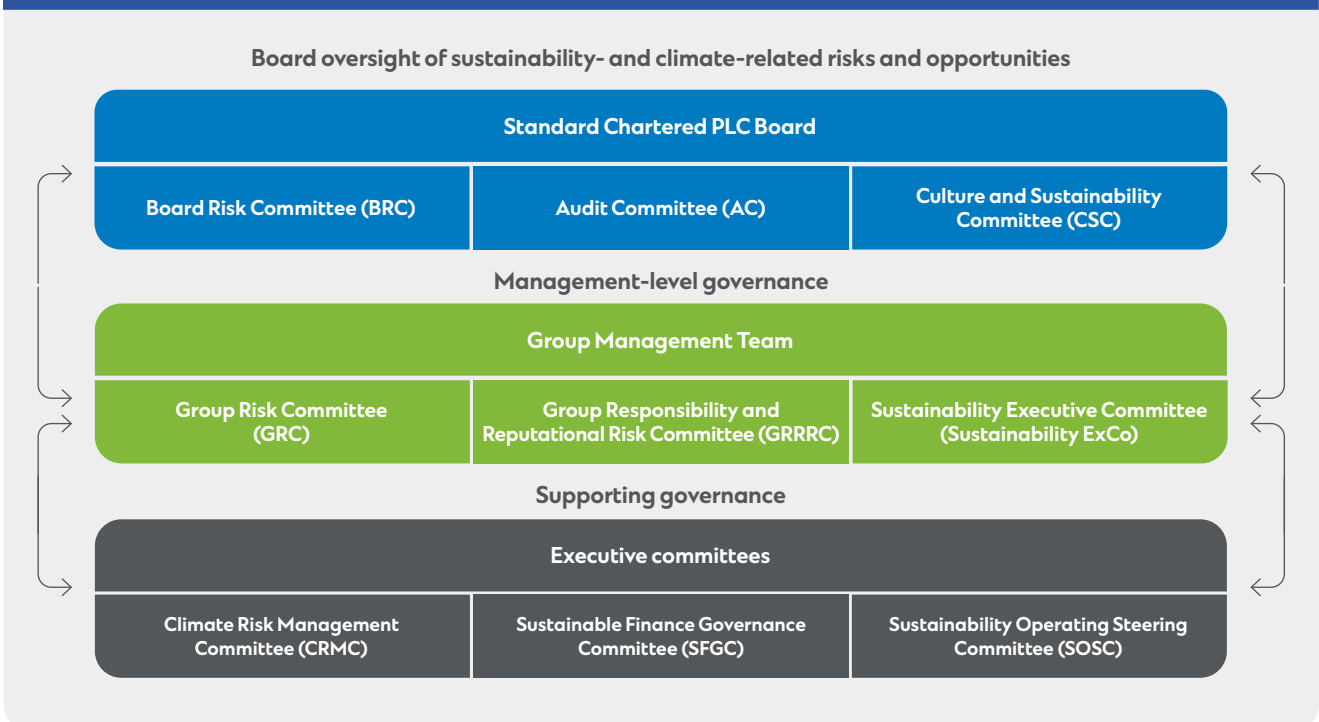 Board oversight of sustainability- and climate-related risks and opportunities
Standard Chartered PLC Board
Board Risk Committee (BRC)
Audit Committee (AC)
Culture and Sustainability
Committee (CSC)
Management-level governance
Group Management Team
Group Risk Committee
(GRC)
Group Responsibility and
Reputational Risk Committee (GRRRC)
Sustainability Executive Committee
(Sustainability ExCo)
Supporting governance
Executive committees
Climate Risk Management
Committee (CRMC)
Sustainable Finance Governance
Committee (SFGC)
Sustainability Operating Steering
Committee (SOSC)